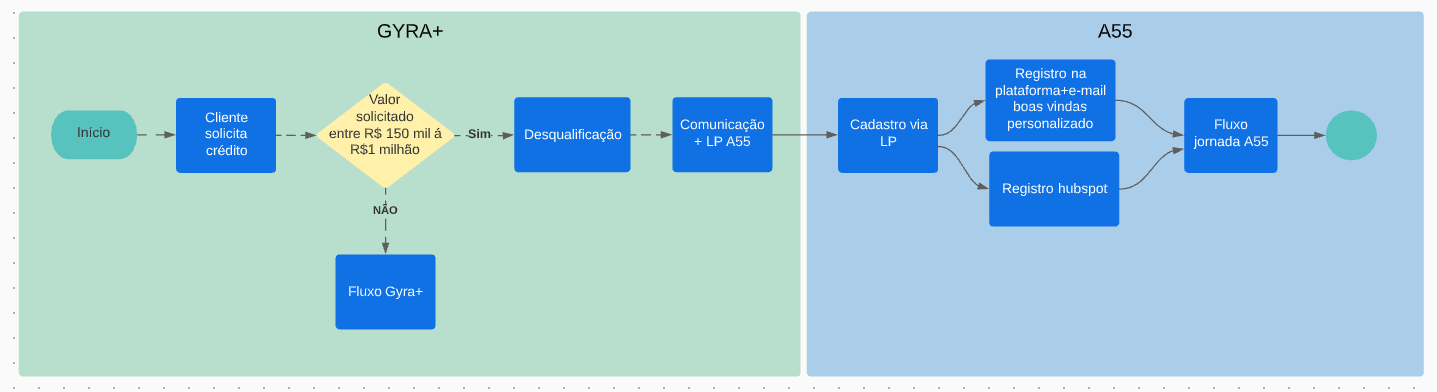 GYRA+
Início
Cliente
solicita
crédito
Valor
solicitado
entre R$ 150 mil á
R$1 milhão
Sim
NÃO
Fluxo Gyra+
Desqualificação
Comunicação
+ LP A55
A55
Cadastro via
LP
Registro na
plataforma+e-mail
boas vindas
personalizado
Registro hubspot
Fluxo
jornada A55